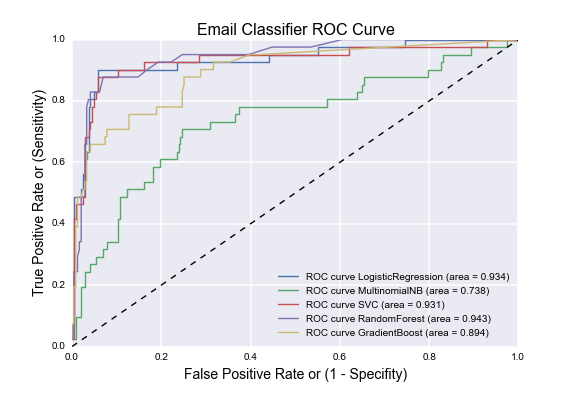 Email Classifier ROC Curve
1.0
0.8
0.6
0.4
0.2
0.0
True Positive Rate or (Sensitivity)
ROC curve LogisticRegression (area = 0.934)
ROC curve MultinomialNB (area = 0.738)
ROC curve SVC (area = 0.931)
ROC curve RandomForest (area = 0.943)
ROC curve GradientBoost (area = 0.894)
0.0 0.2 0.4 0.6 0.8 1.0
False Positive Rate or (1 - Specifity)